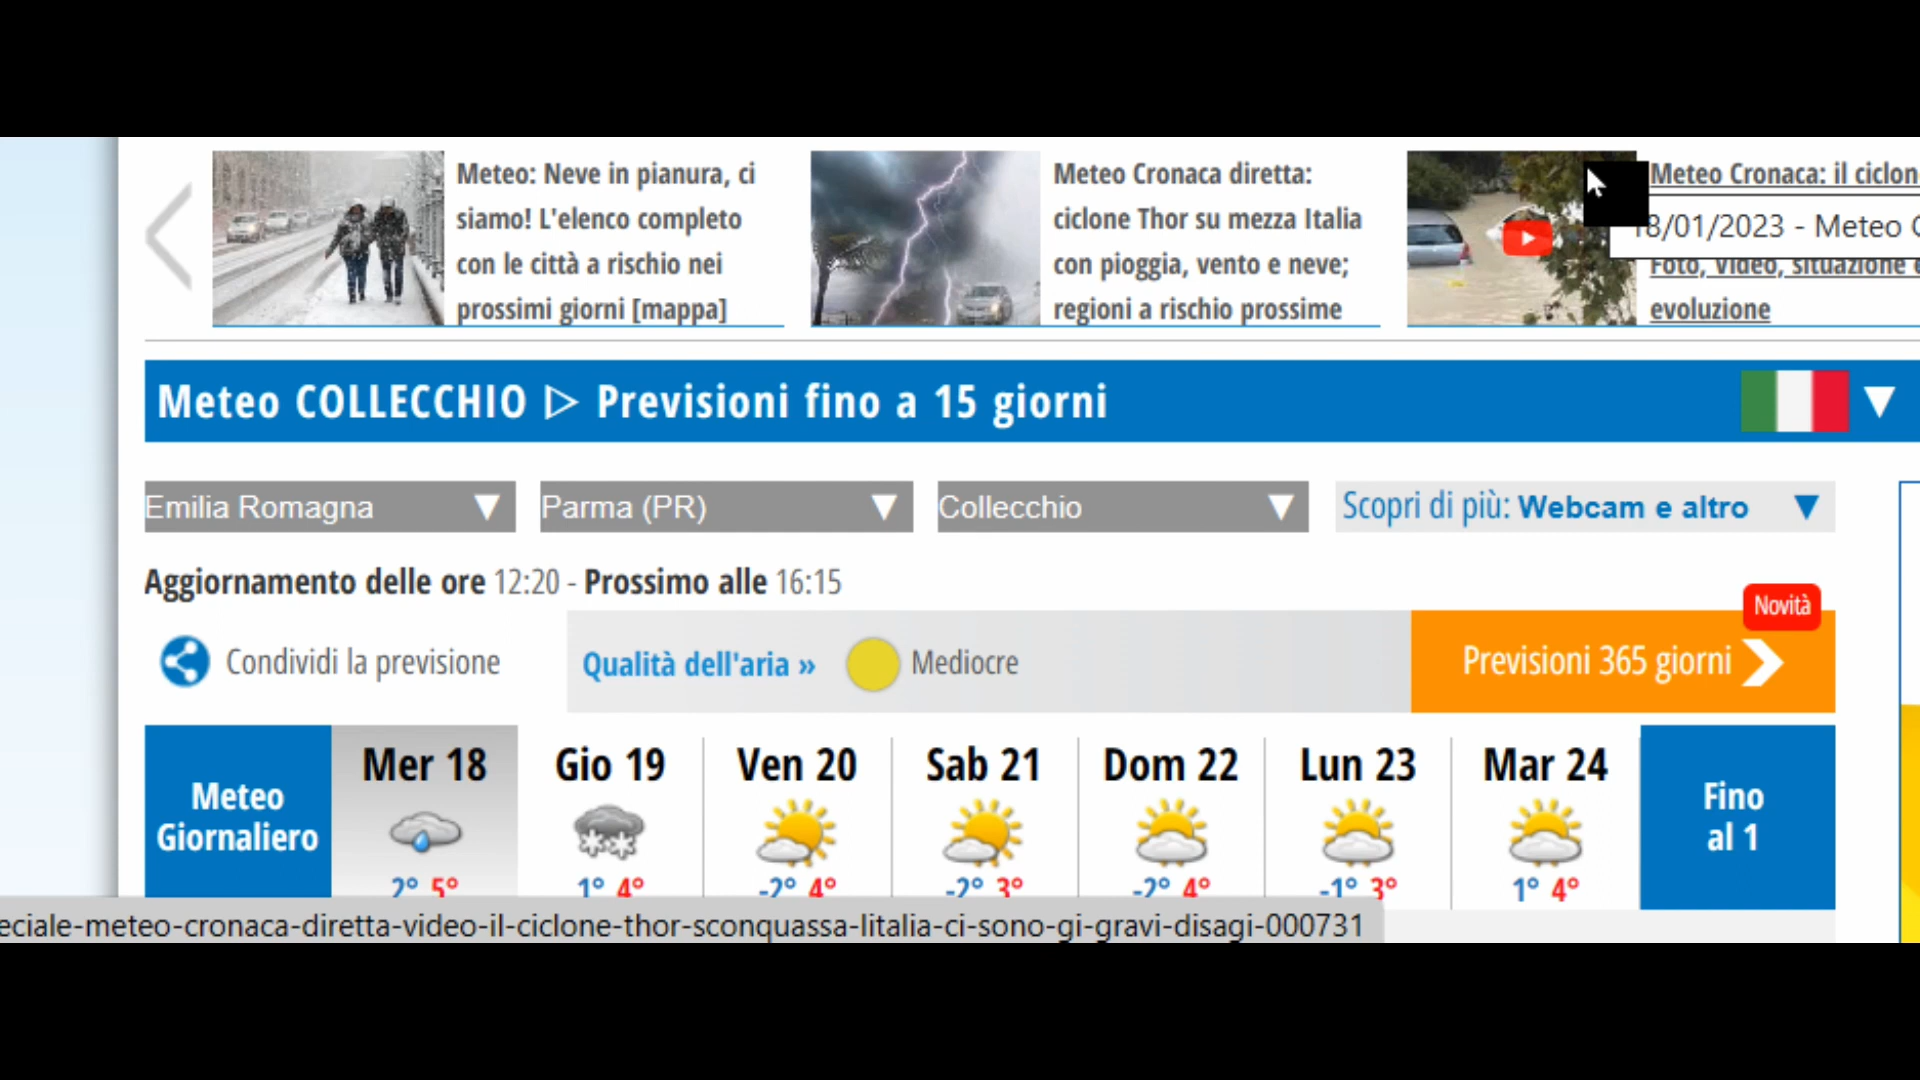 Meteo: Neve in pianura, ci
siamo! L'elenco completo
con le città a rischio nei
prossimi giorni [mappa]
Meteo Cronaca diretta:
ciclone Thor su mezza Italia
con pioggia, vento e neve;
regioni a rischio prossime
Meteo Cronaca: il ciclon
18/01/2023 - Meteo
Foto, Video, situazione e
evoluzione
Meteo COLLECCHIO ▷ Previsioni fino a 15 giorni
Emilia Romagna ▼
Parma (PR) ▼
Collecchio ▼
Scopri di più: Webcam e altro ▼
Aggiornamento delle ore 12:20 - Prossimo alle 16:15
Novità
Condividi la previsione
Qualità dell'aria » Mediocre
Previsioni 365 giorni
Meteo
Giornaliero
Mer 18
2° 5°
Gio 19
1° 4°
Ven 20
-2° 4°
Sab 21
-2° 3°
Dom 22
-2° 4°
Lun 23
-1° 3°
Mar 24
1° 4°
Fino
al 1
eciale-meteo-cronaca-diretta-video-il-ciclone-thor-sconquassa-litalia-ci-sono-gi-gravi-disagi-000731